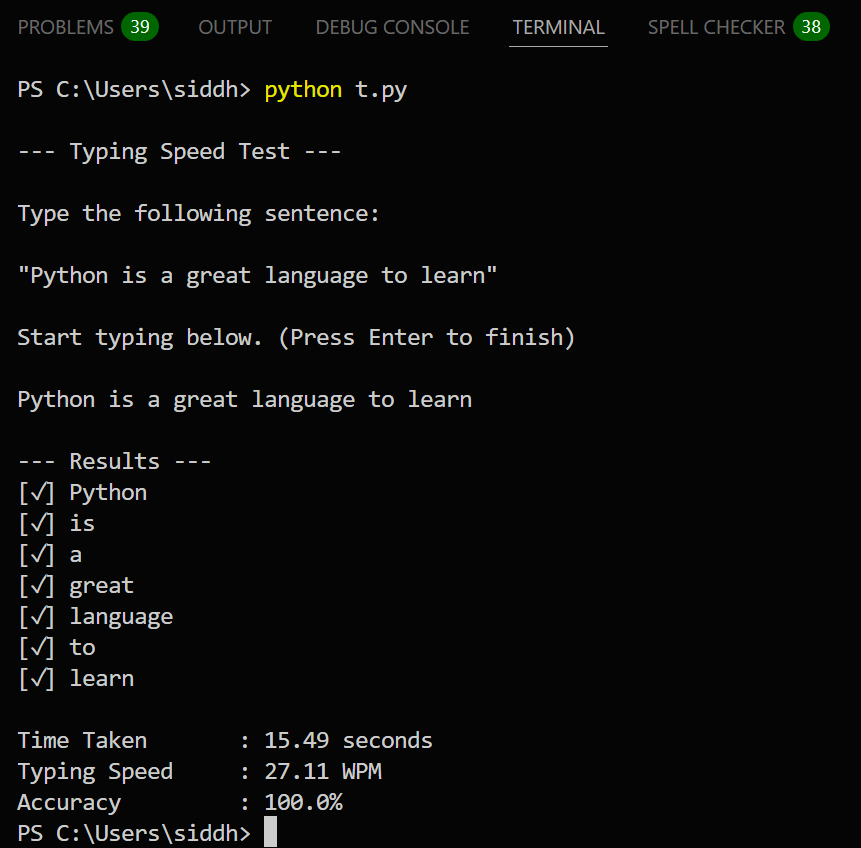 PROBLEMS 39 OUTPUT DEBUG CONSOLE TERMINAL SPELL CHECKER 38
PS C:\Users\siddh> python t.py
--- Typing Speed Test ---
Type the following sentence:
"Python is a great language to learn"
Start typing below. (Press Enter to finish)
Python is a great language to learn
--- Results ---
[✓] Python
[✓] is
[✓] a
[✓] great
[✓] language
[✓] to
[✓] learn
Time Taken : 15.49 seconds
Typing Speed : 27.11 WPM
Accuracy : 100.0%
PS C:\Users\siddh>